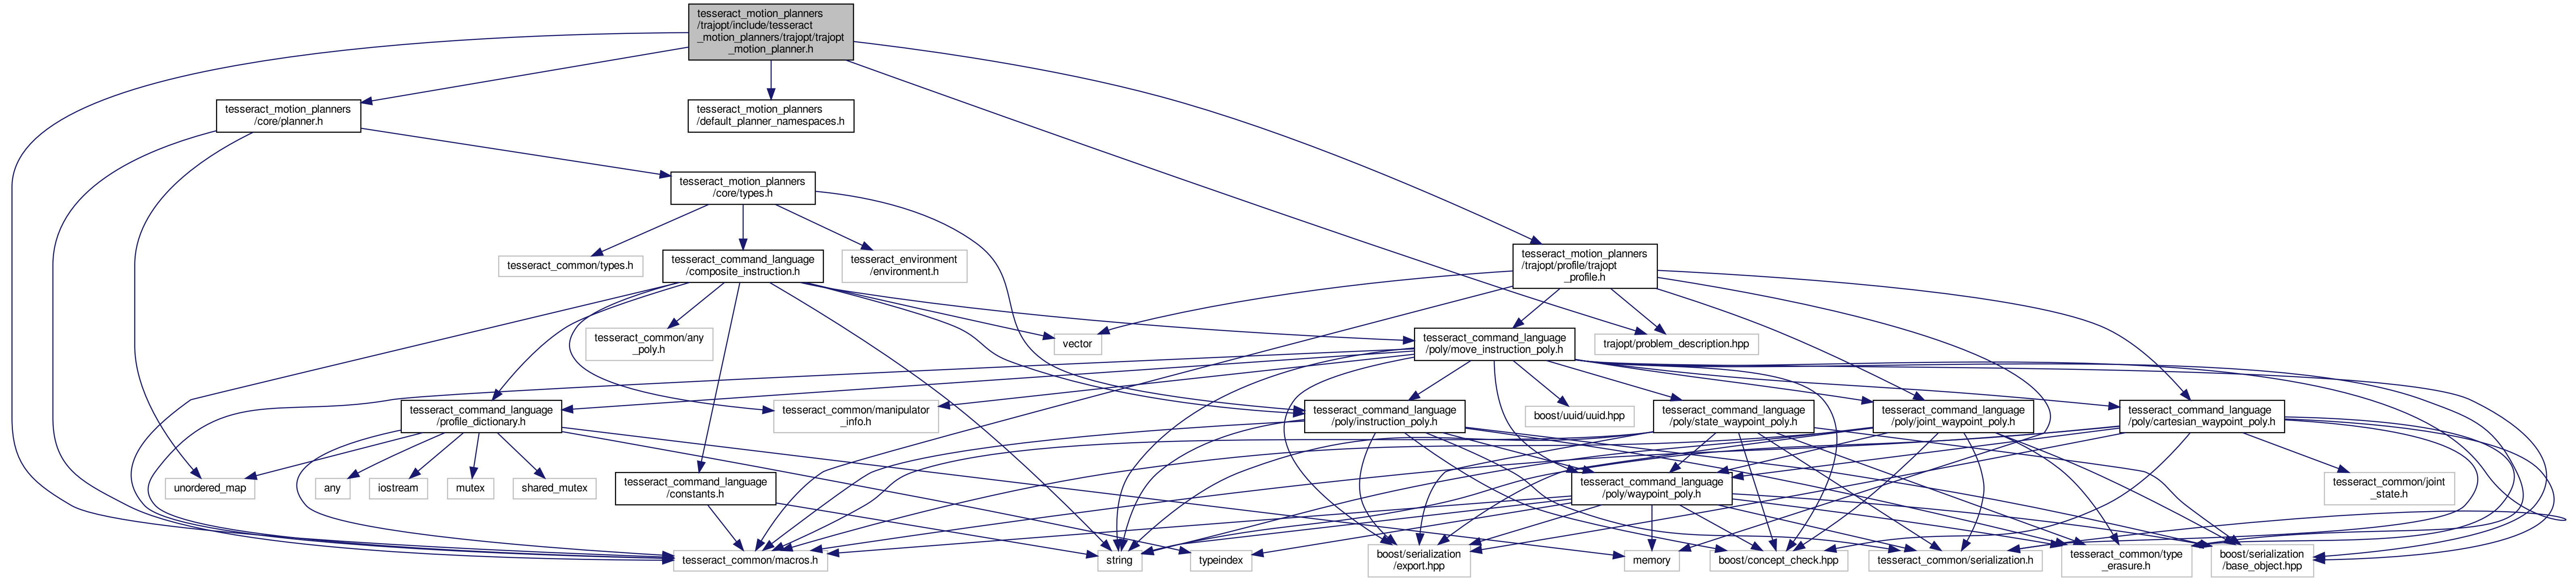 tesseract_motion_planners
/trajopt/include/tesseract
_motion_planners/trajopt/trajopt
_motion_planner.h
tesseract_motion_planners
/core/planner.h
tesseract_motion_planners
/default_planner_namespaces.h
tesseract_motion_planners
/core/types.h
tesseract_common/types.h
tesseract_command_language
/composite_instruction.h
tesseract_environment
/environment.h
tesseract_motion_planners
/trajopt/profile/trajopt
_profile.h
tesseract_common/any
_poly.h
vector
tesseract_command_language
/poly/move_instruction_poly.h
trajopt/problem_description.hpp
tesseract_command_language
/profile_dictionary.h
tesseract_common/manipulator
_info.h
tesseract_command_language
/poly/instruction_poly.h
boost/uuid/uuid.hpp
tesseract_command_language
/poly/state_waypoint_poly.h
tesseract_command_language
/poly/joint_waypoint_poly.h
tesseract_command_language
/poly/cartesian_waypoint_poly.h
unordered_map
any
iostream
mutex
shared_mutex
tesseract_command_language
/constants.h
tesseract_command_language
/poly/waypoint_poly.h
tesseract_common/joint
_state.h
tesseract_common/macros.h
string
typeindex
boost/serialization
/export.hpp
memory
boost/concept_check.hpp
tesseract_common/serialization.h
tesseract_common/type
_erasure.h
boost/serialization
/base_object.hpp